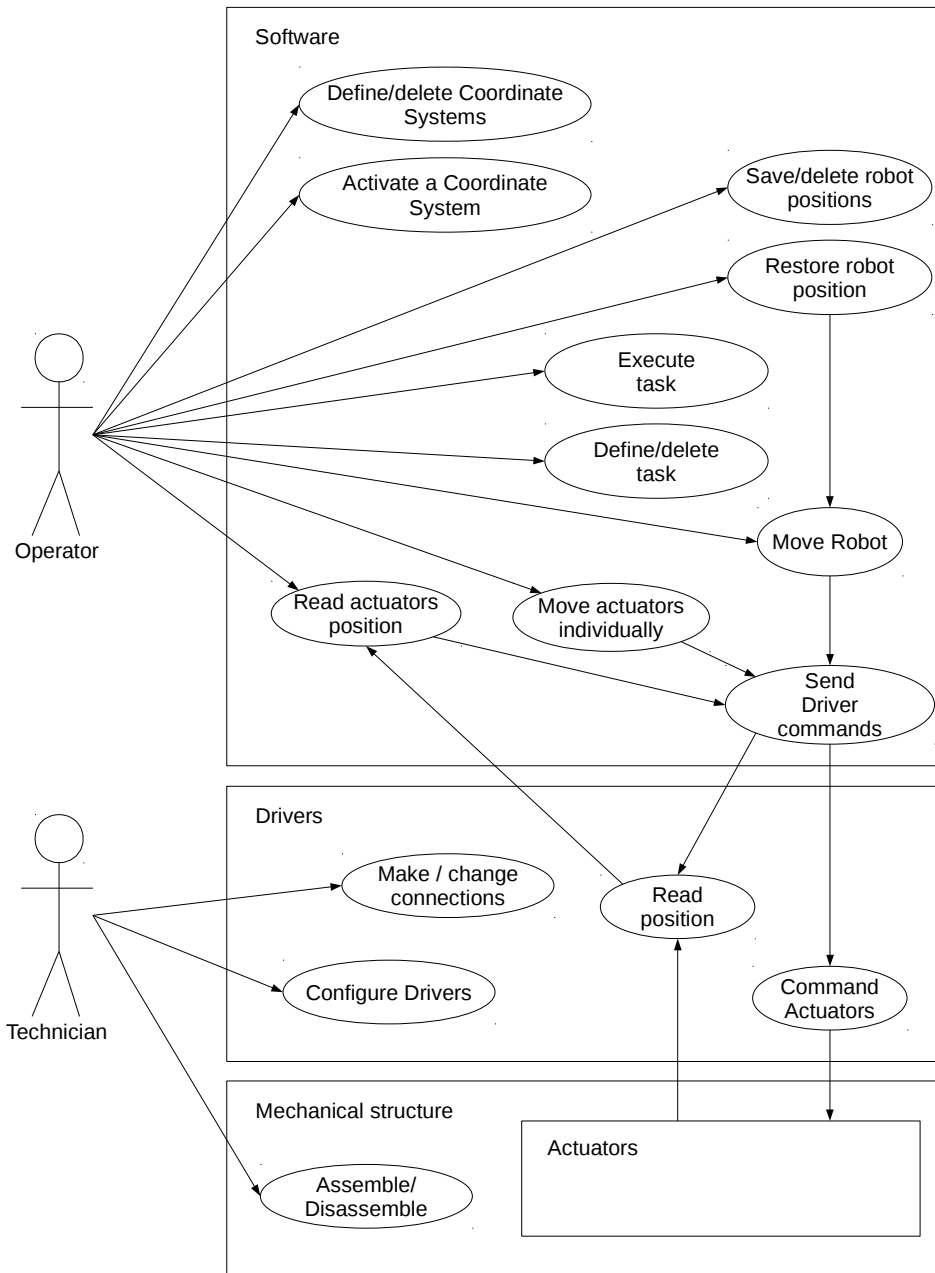 Software
Define/delete Coordinate
Systems
Activate a Coordinate
System
Save/delete robot
positions
Restore robot
position
Execute
task
Define/delete
task
Operator
Move Robot
Read actuators
position
Move actuators
individually
Send
Driver
commands
Drivers
Make / change
connections
Read
position
Configure Drivers
Command
Actuators
Technician
Mechanical structure
Actuators
Assemble/
Disassemble